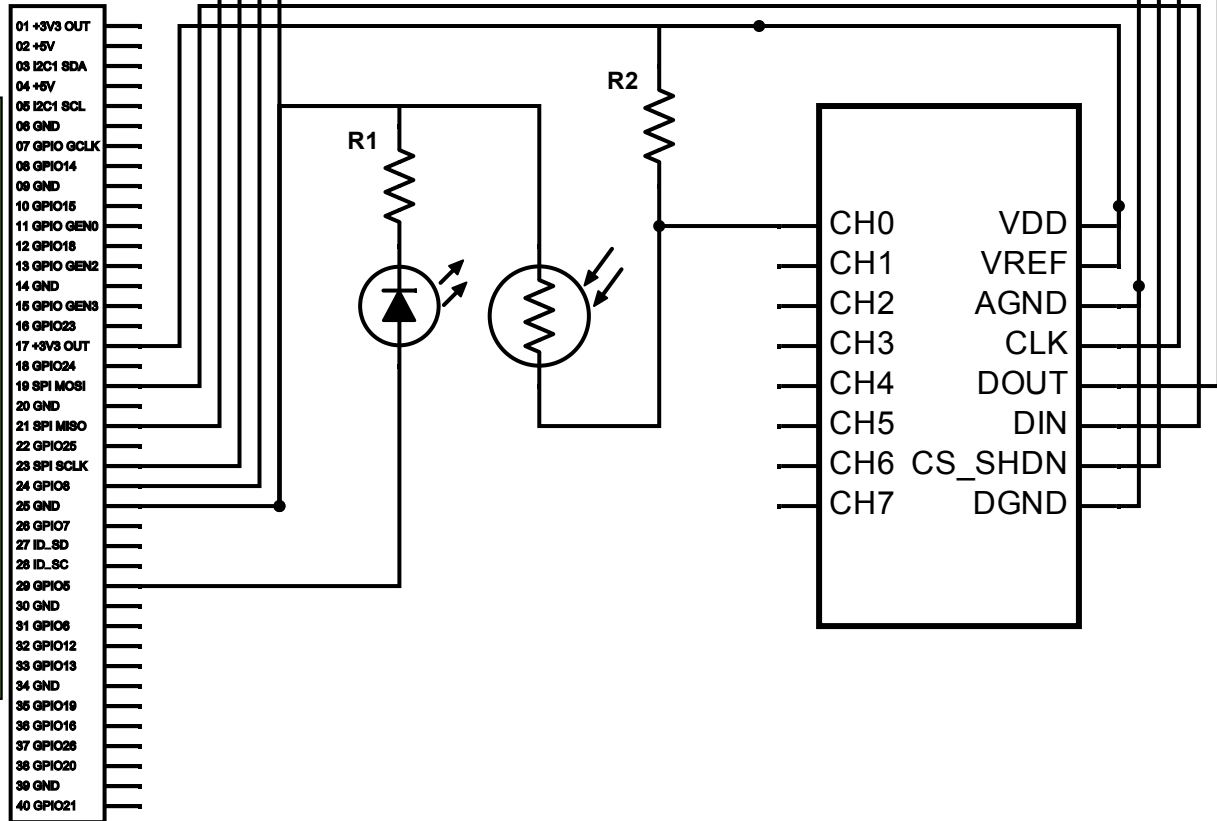 01 +3V3 OUT
02 +5V
03 I2C1 SDA
04 +5V
05 I2C1 SCL
06 GND
07 GPIO GCLK
08 GPIO14
09 GND
10 GPIO15
11 GPIO GEN0
12 GPIO18
13 GPIO GEN2
14 GND
15 GPIO GEN3
16 GPIO23
17 +3V3 OUT
18 GPIO24
19 SPI MOSI
20 GND
21 SPI MISO
22 GPIO25
23 SPI SCLK
24 GPIO8
25 GND
26 GPIO7
27 ID_SD
28 ID_SC
29 GPIO5
30 GND
31 GPIO6
32 GPIO12
33 GPIO13
34 GND
35 GPIO19
36 GPIO16
37 GPIO26
38 GPIO20
39 GND
40 GPIO21
R1
R2
CH0 VDD
CH1 VREF
CH2 AGND
CH3 CLK
CH4 DOUT
CH5 DIN
CH6 CS_SHDN
CH7 DGND